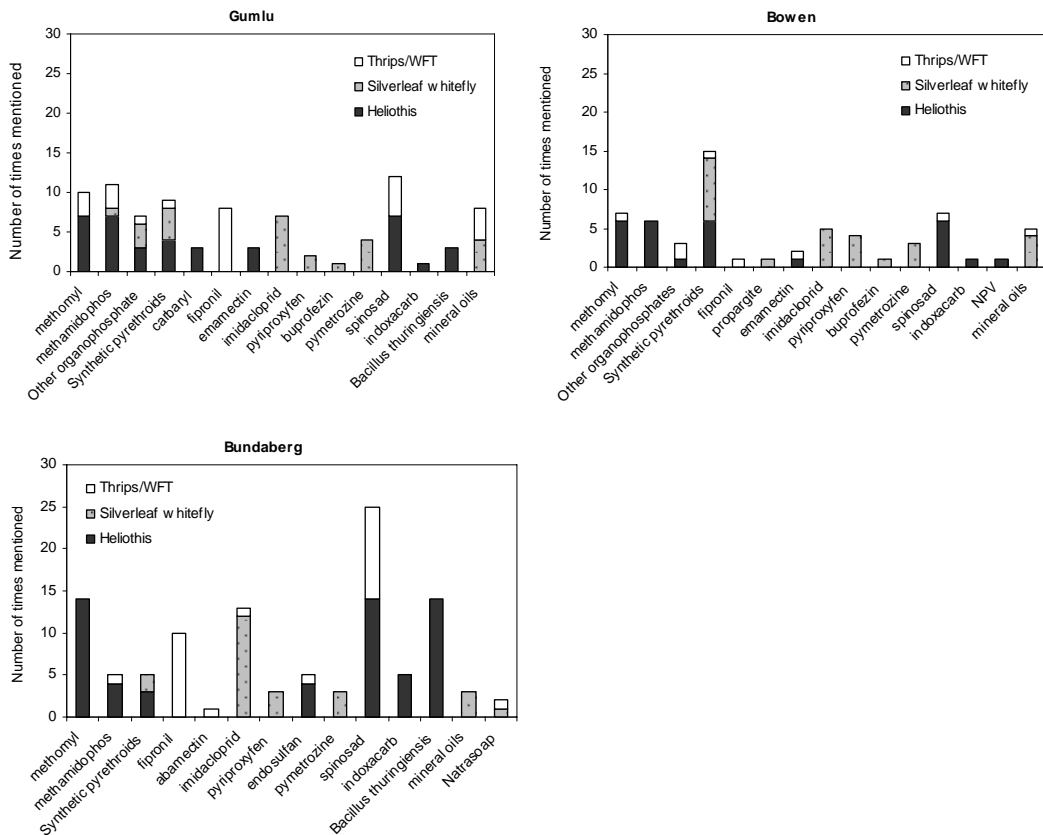 Gumlu
30
25
20
15
10
5
0
Number of times mentioned
Thrips/WFT
Silverleaf whitefly
Heliothis
methomyl
methamidophos
Other organophosphate
Synthetic pyrethroids
carbaryl
fipronil
emamectin
imidacloprid
pyriproxyfen
buprofezin
pymetrozine
spinosad
indoxacarb
Bacillus thuringiensis
mineral oils
Bowen
30
25
20
15
10
5
0
Number of times mentioned
Thrips/WFT
Silverleaf whitefly
Heliothis
methomyl
methamidophos
Other organophosphates
Synthetic pyrethroids
fipronil
propargite
emamectin
imidacloprid
pyriproxyfen
buprofezin
pymetrozine
spinosad
indoxacarb
NPV
mineral oils
Bundaberg
30
25
20
15
10
5
0
Number of times mentioned
Thrips/WFT
Silverleaf whitefly
Heliothis
methomyl
methamidophos
Synthetic pyrethroids
fipronil
abamectin
imidacloprid
pyriproxyfen
endosulfan
pymetrozine
spinosad
indoxacarb
Bacillus thuringiensis
mineral oils
Natrasoap